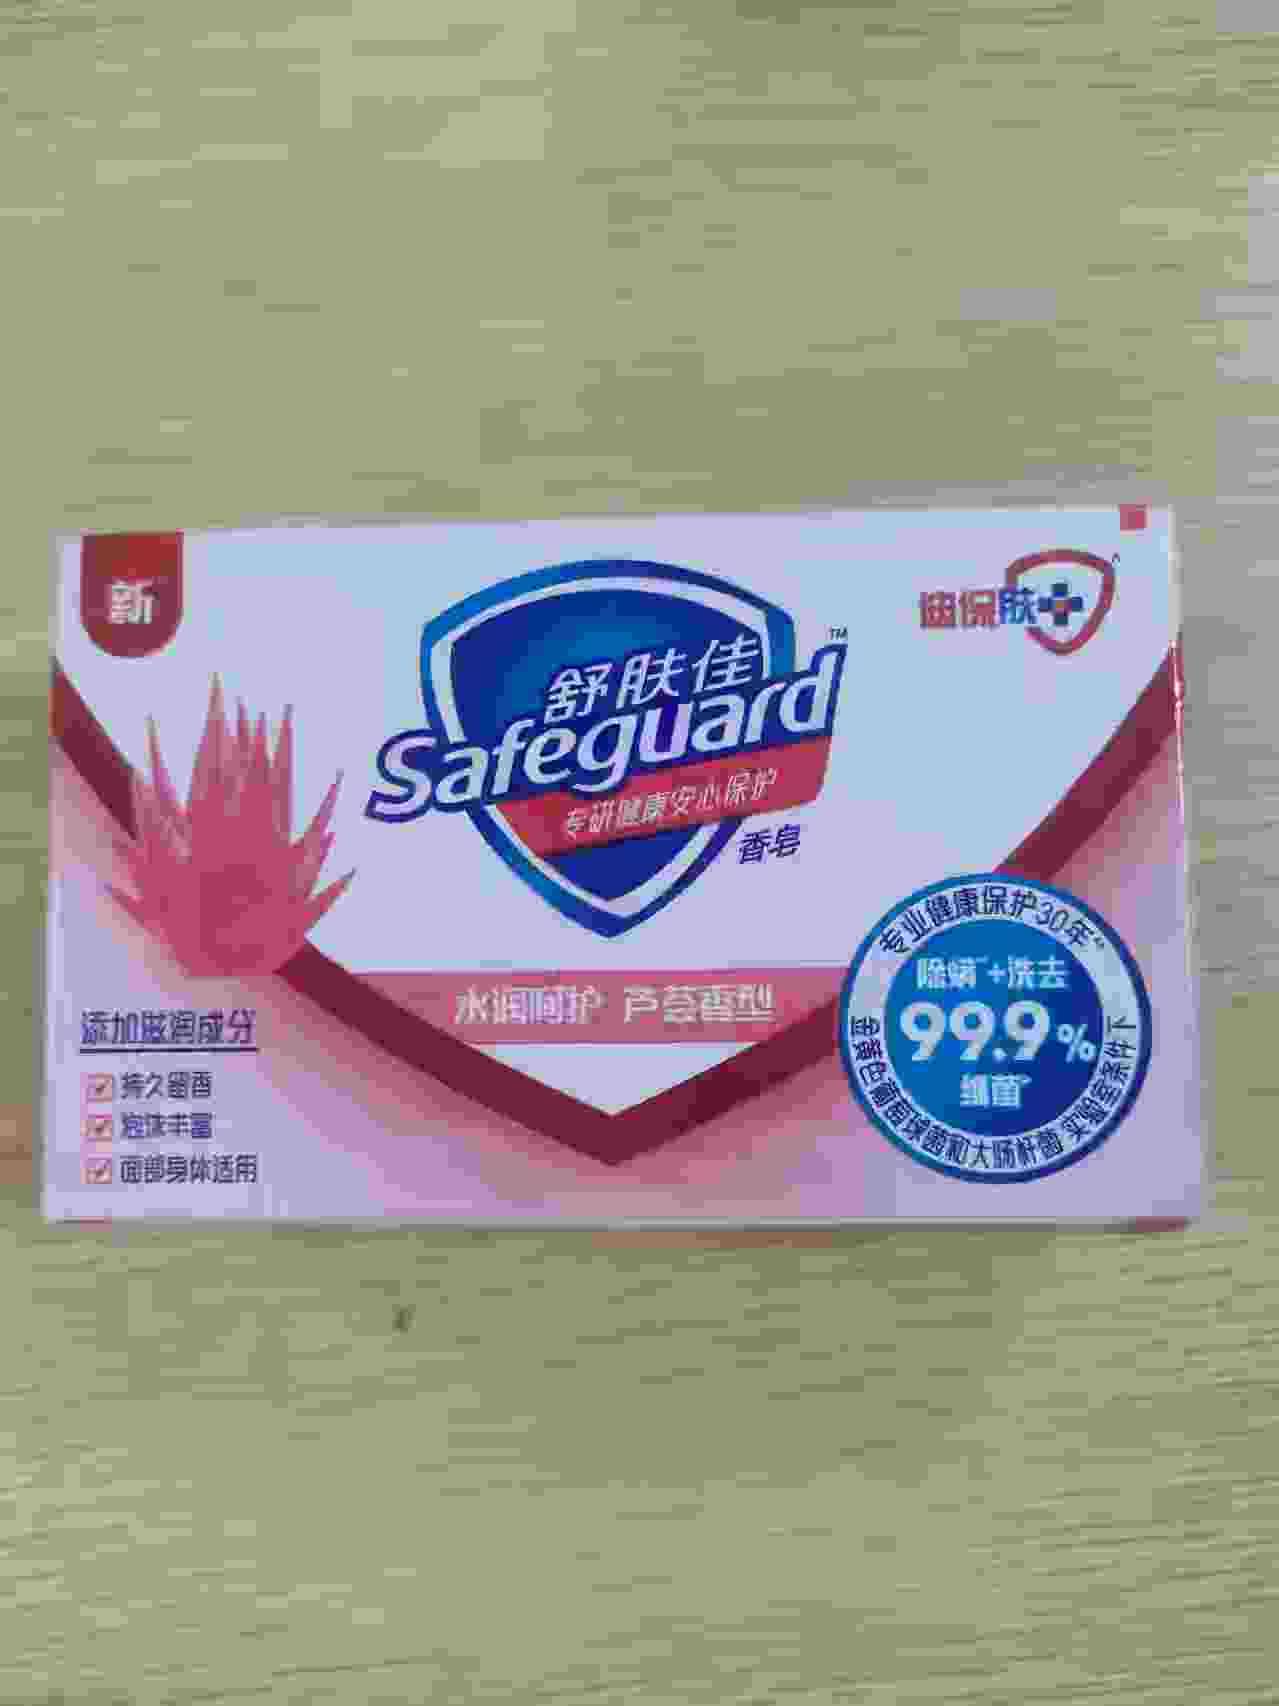 新
迪保肤
舒肤佳
Safeguard™
专研健康安心保护
香皂
专业健康保护30年
除螨+洗去
99.9%
细菌
金黄色葡萄球菌和大肠杆菌 实验室条件下
水润呵护 芦荟香型
添加滋润成分
持久留香
泡沫丰富
面部身体适用